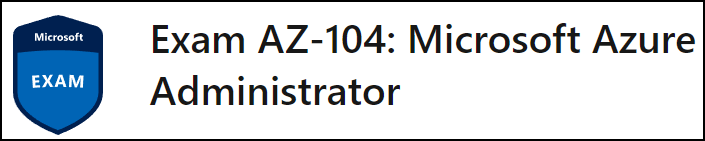 Microsoft
EXAM
Exam AZ-104: Microsoft Azure
Administrator